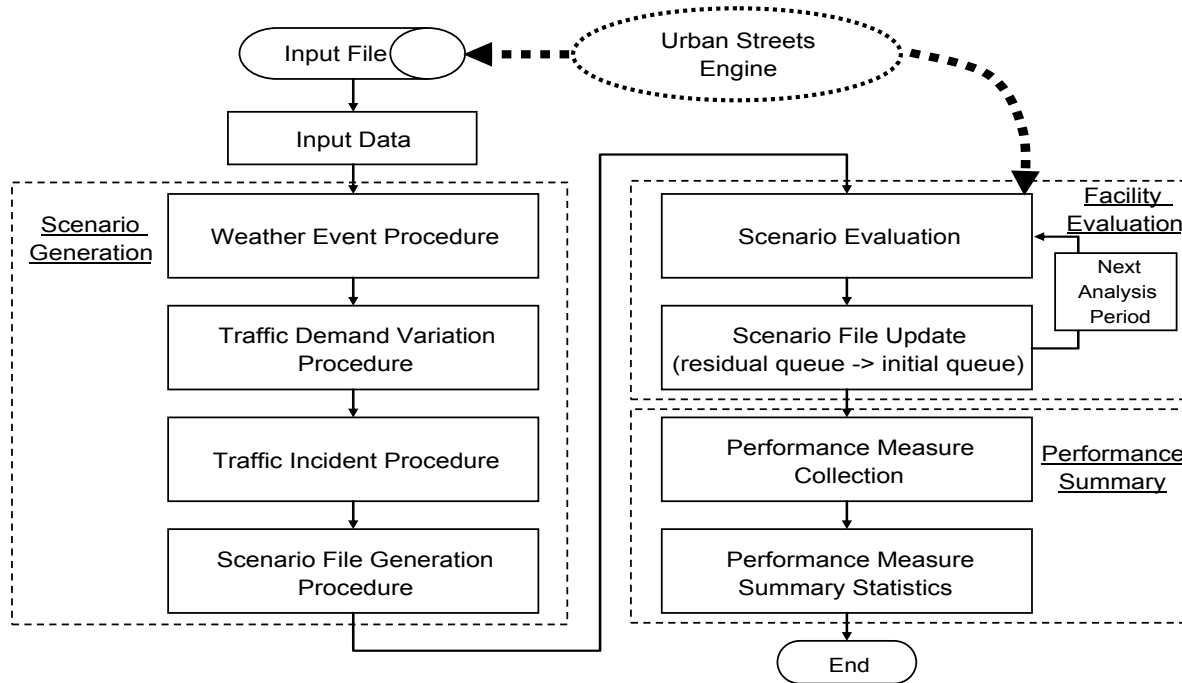 Input File
Urban Streets
Engine
Input Data
Scenario
Generation
Weather Event Procedure
Traffic Demand Variation
Procedure
Traffic Incident Procedure
Scenario File Generation
Procedure
Facility
Evaluation
Scenario Evaluation
Next
Analysis
Period
Scenario File Update
(residual queue -> initial queue)
Performance Measure
Collection
Performance
Summary
Performance Measure
Summary Statistics
End